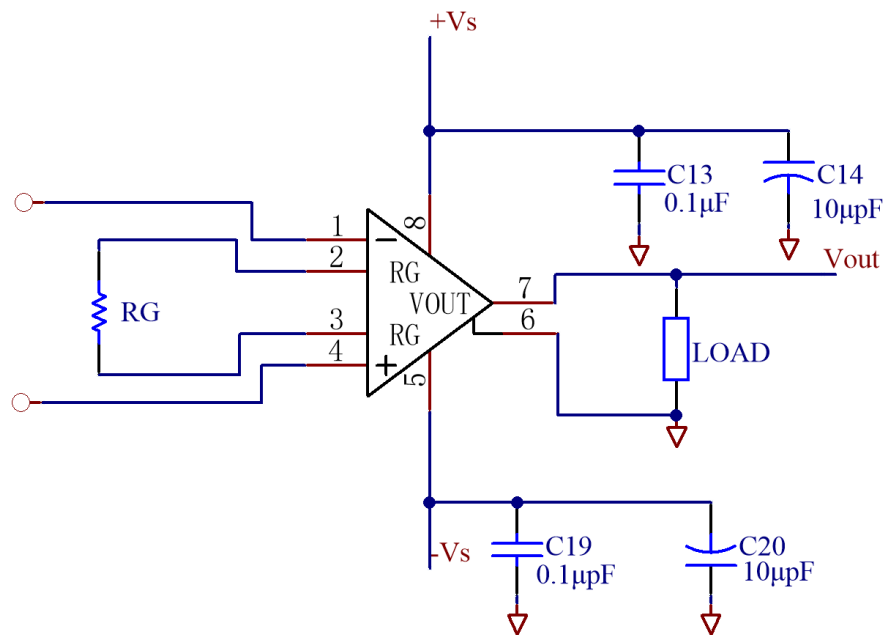 +Vs
C13
0.1μF
C14
10μpF
1
8
2
RG
RG
VOUT
7
Vout
3
RG
6
4
5
LOAD
-Vs
C19
0.1μpF
C20
10μpF